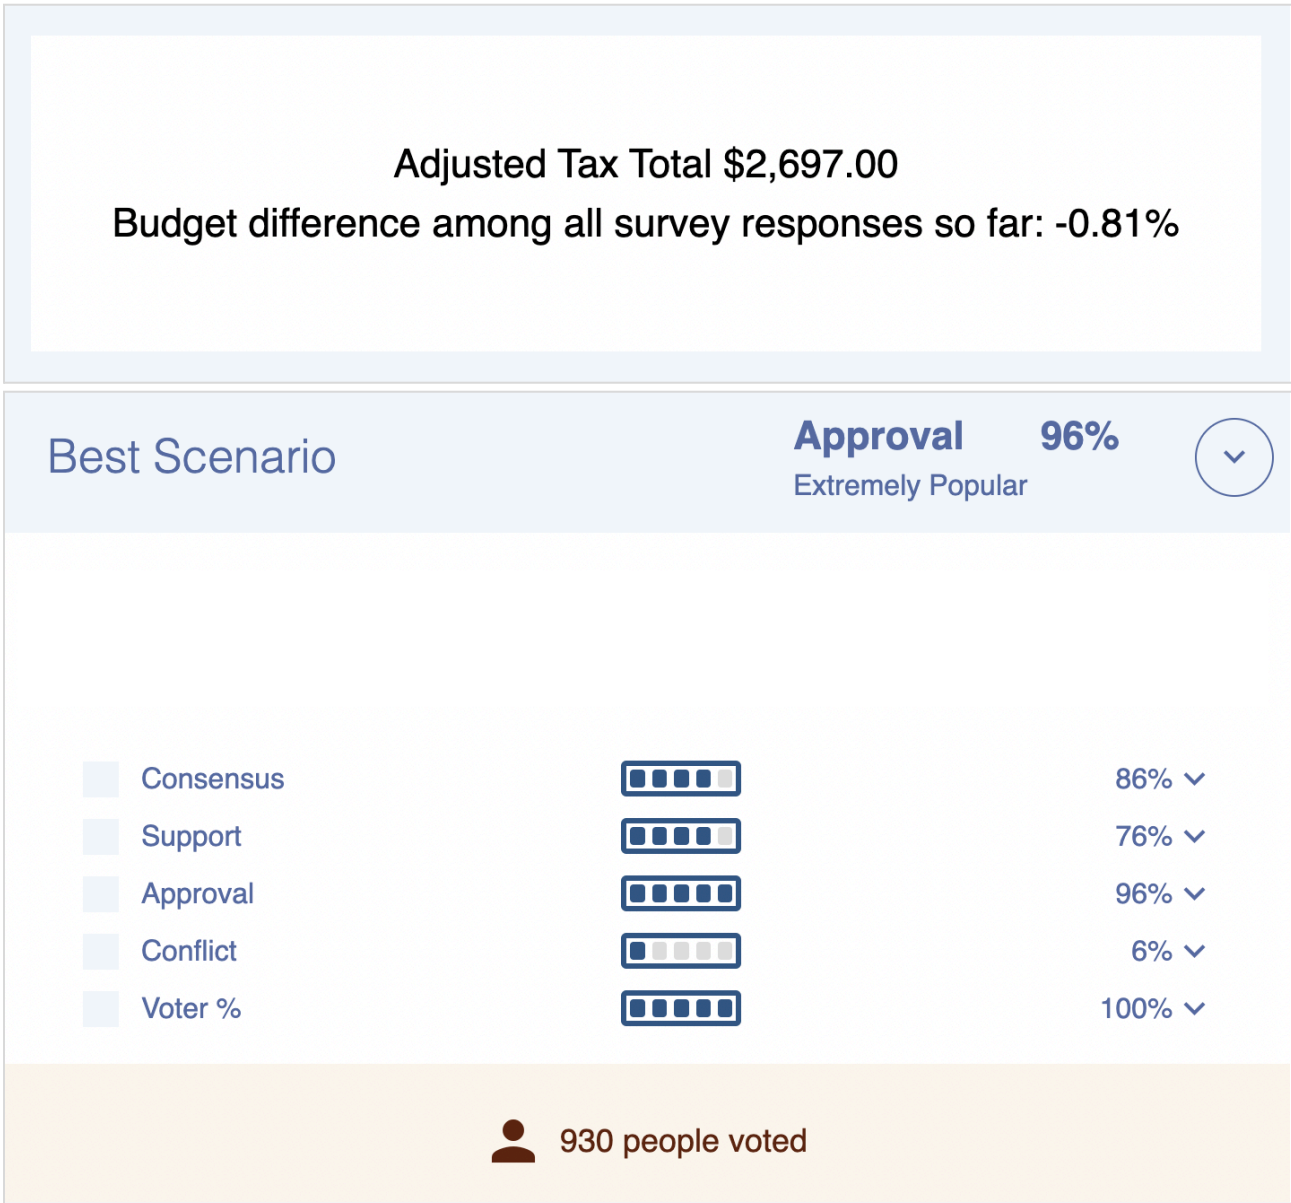 Adjusted Tax Total $2,697.00
Budget difference among all survey responses so far: -0.81%
Best Scenario
Approval 96%
Extremely Popular
Consensus 86%
Support 76%
Approval 96%
Conflict 6%
Voter % 100%
930 people voted